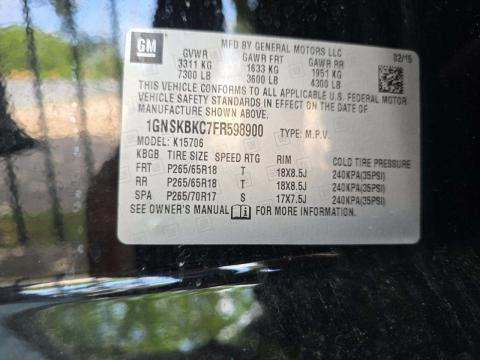 GM
MFD BY GENERAL MOTORS LLC
02/15
GVWR GAWR FRT GAWR RR
3311 KG 1633 KG 1951 KG
7300 LB 3600 LB 4300 LB
THIS VEHICLE CONFORMS TO ALL APPLICABLE U.S. FEDERAL MOTOR
VEHICLE SAFETY STANDARDS IN EFFECT ON THE DATE OF
MANUFACTURE SHOWN ABOVE.
1GNSKBKC7FR598900 TYPE: M.P.V.
MODEL: K15706
KBGB TIRE SIZE SPEED RTG RIM COLD TIRE PRESSURE
FRT P265/65R18 T 18X8.5J 240KPA(35PSI)
RR P265/65R18 T 18X8.5J 240KPA(35PSI)
SPA P265/70R17 S 17X7.5J 240KPA(35PSI)
SEE OWNER'S MANUAL FOR MORE INFORMATION.